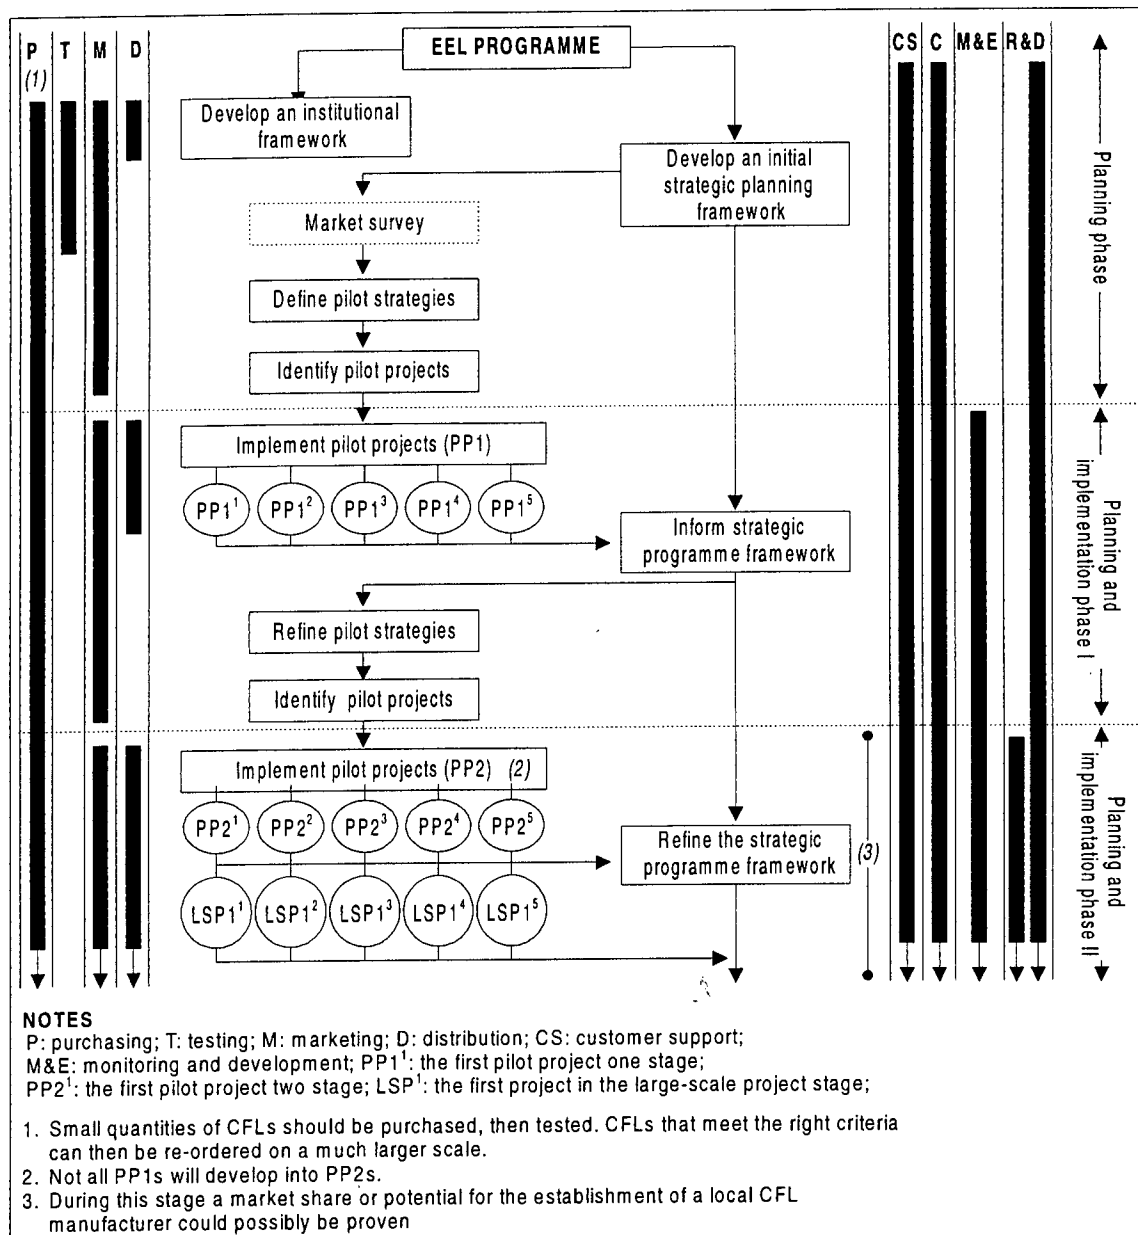 P T M D
(1)
EEL PROGRAMME
CS C M&E R&D
Develop an institutional
framework
Develop an initial
strategic planning
framework
Market survey
Define pilot strategies
Identify pilot projects
Planning phase
Implement pilot projects (PP1)
PP1¹ PP1² PP1³ PP1⁴ PP1⁵
Inform strategic
programme framework
Refine pilot strategies
Identify pilot projects
Planning and
implementation phase I
Implement pilot projects (PP2) (2)
PP2¹ PP2² PP2³ PP2⁴ PP2⁵
Refine the strategic
programme framework
(3)
LSP1¹ LSP1² LSP1³ LSP1⁴ LSP1⁵
Planning and
implementation phase II
NOTES
P: purchasing; T: testing; M: marketing; D: distribution; CS: customer support;
M&E: monitoring and development; PP1¹: the first pilot project one stage;
PP2¹: the first pilot project two stage; LSP¹: the first project in the large-scale project stage;
1. Small quantities of CFLs should be purchased, then tested. CFLs that meet the right criteria
can then be re-ordered on a much larger scale.
2. Not all PP1s will develop into PP2s.
3. During this stage a market share or potential for the establishment of a local CFL
manufacturer could possibly be proven